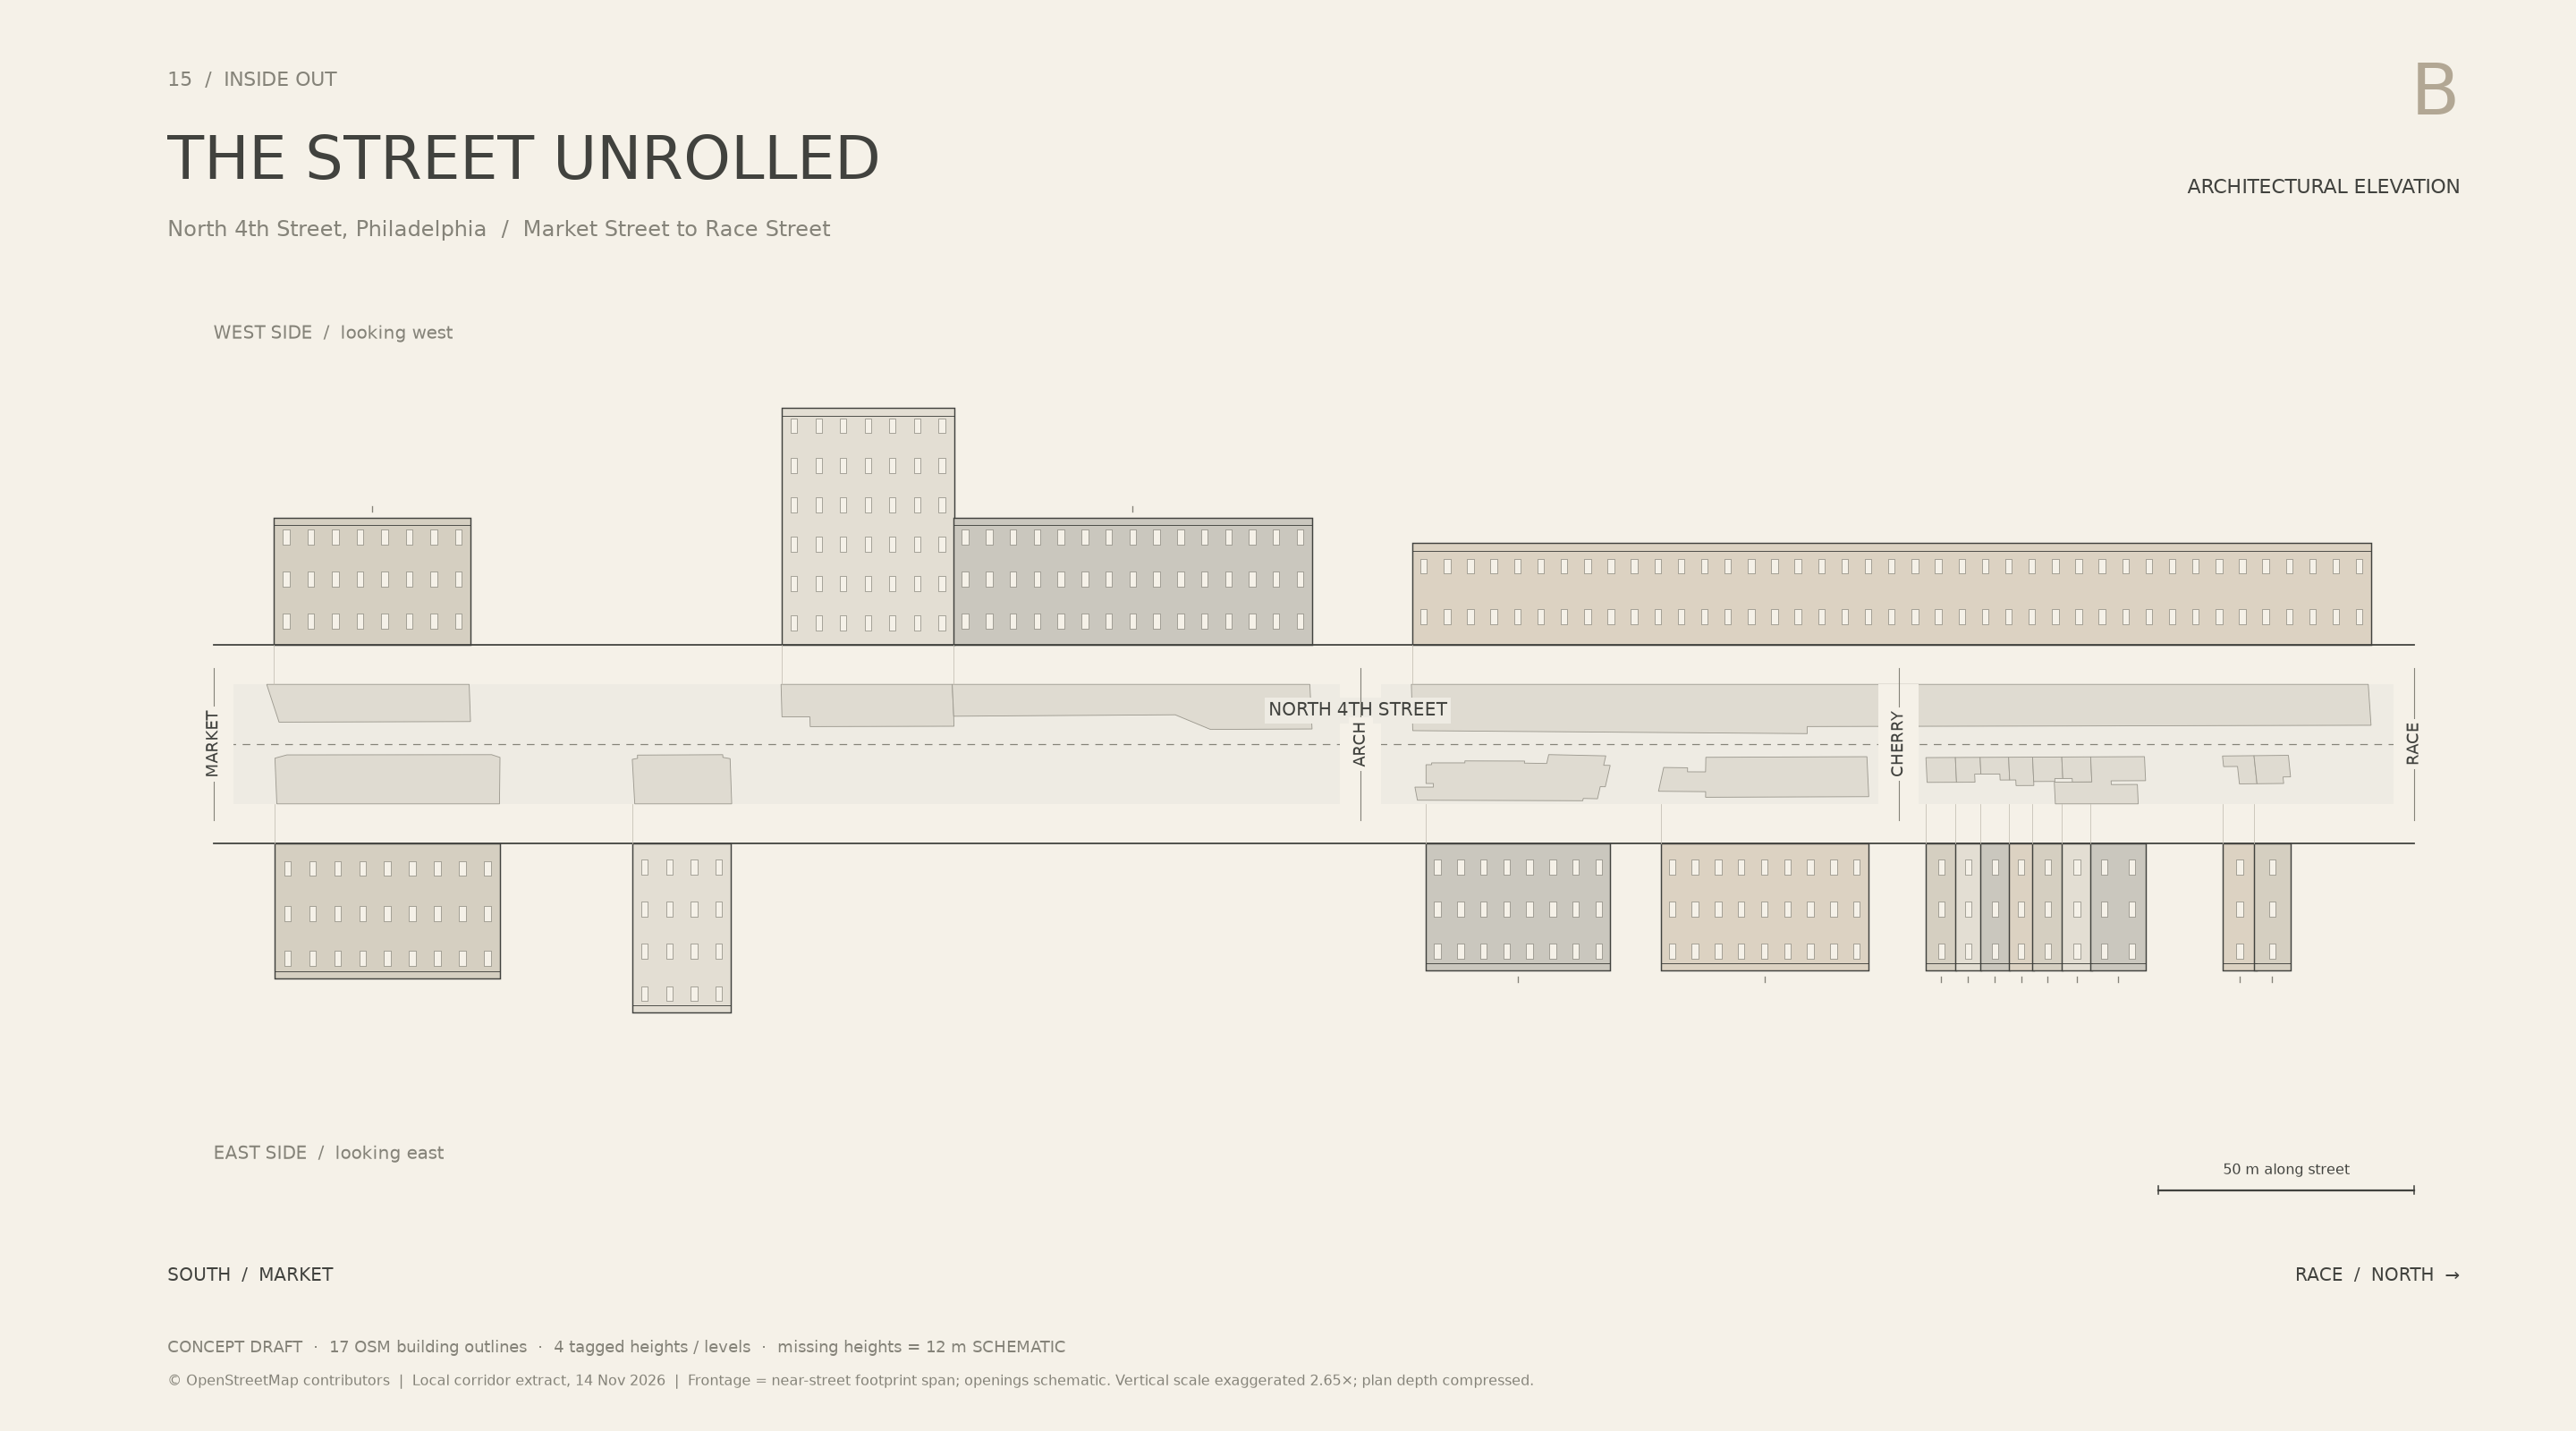 15 / INSIDE OUT
B
THE STREET UNROLLED
ARCHITECTURAL ELEVATION
North 4th Street, Philadelphia / Market Street to Race Street
WEST SIDE / looking west
NORTH 4TH STREET
MARKET
ARCH
CHERRY
RACE
EAST SIDE / looking east
50 m along street
SOUTH / MARKET
RACE / NORTH →
CONCEPT DRAFT · 17 OSM building outlines · 4 tagged heights / levels · missing heights = 12 m SCHEMATIC
© OpenStreetMap contributors | Local corridor extract, 14 Nov 2026 | Frontage = near-street footprint span; openings schematic. Vertical scale exaggerated 2.65×; plan depth compressed.